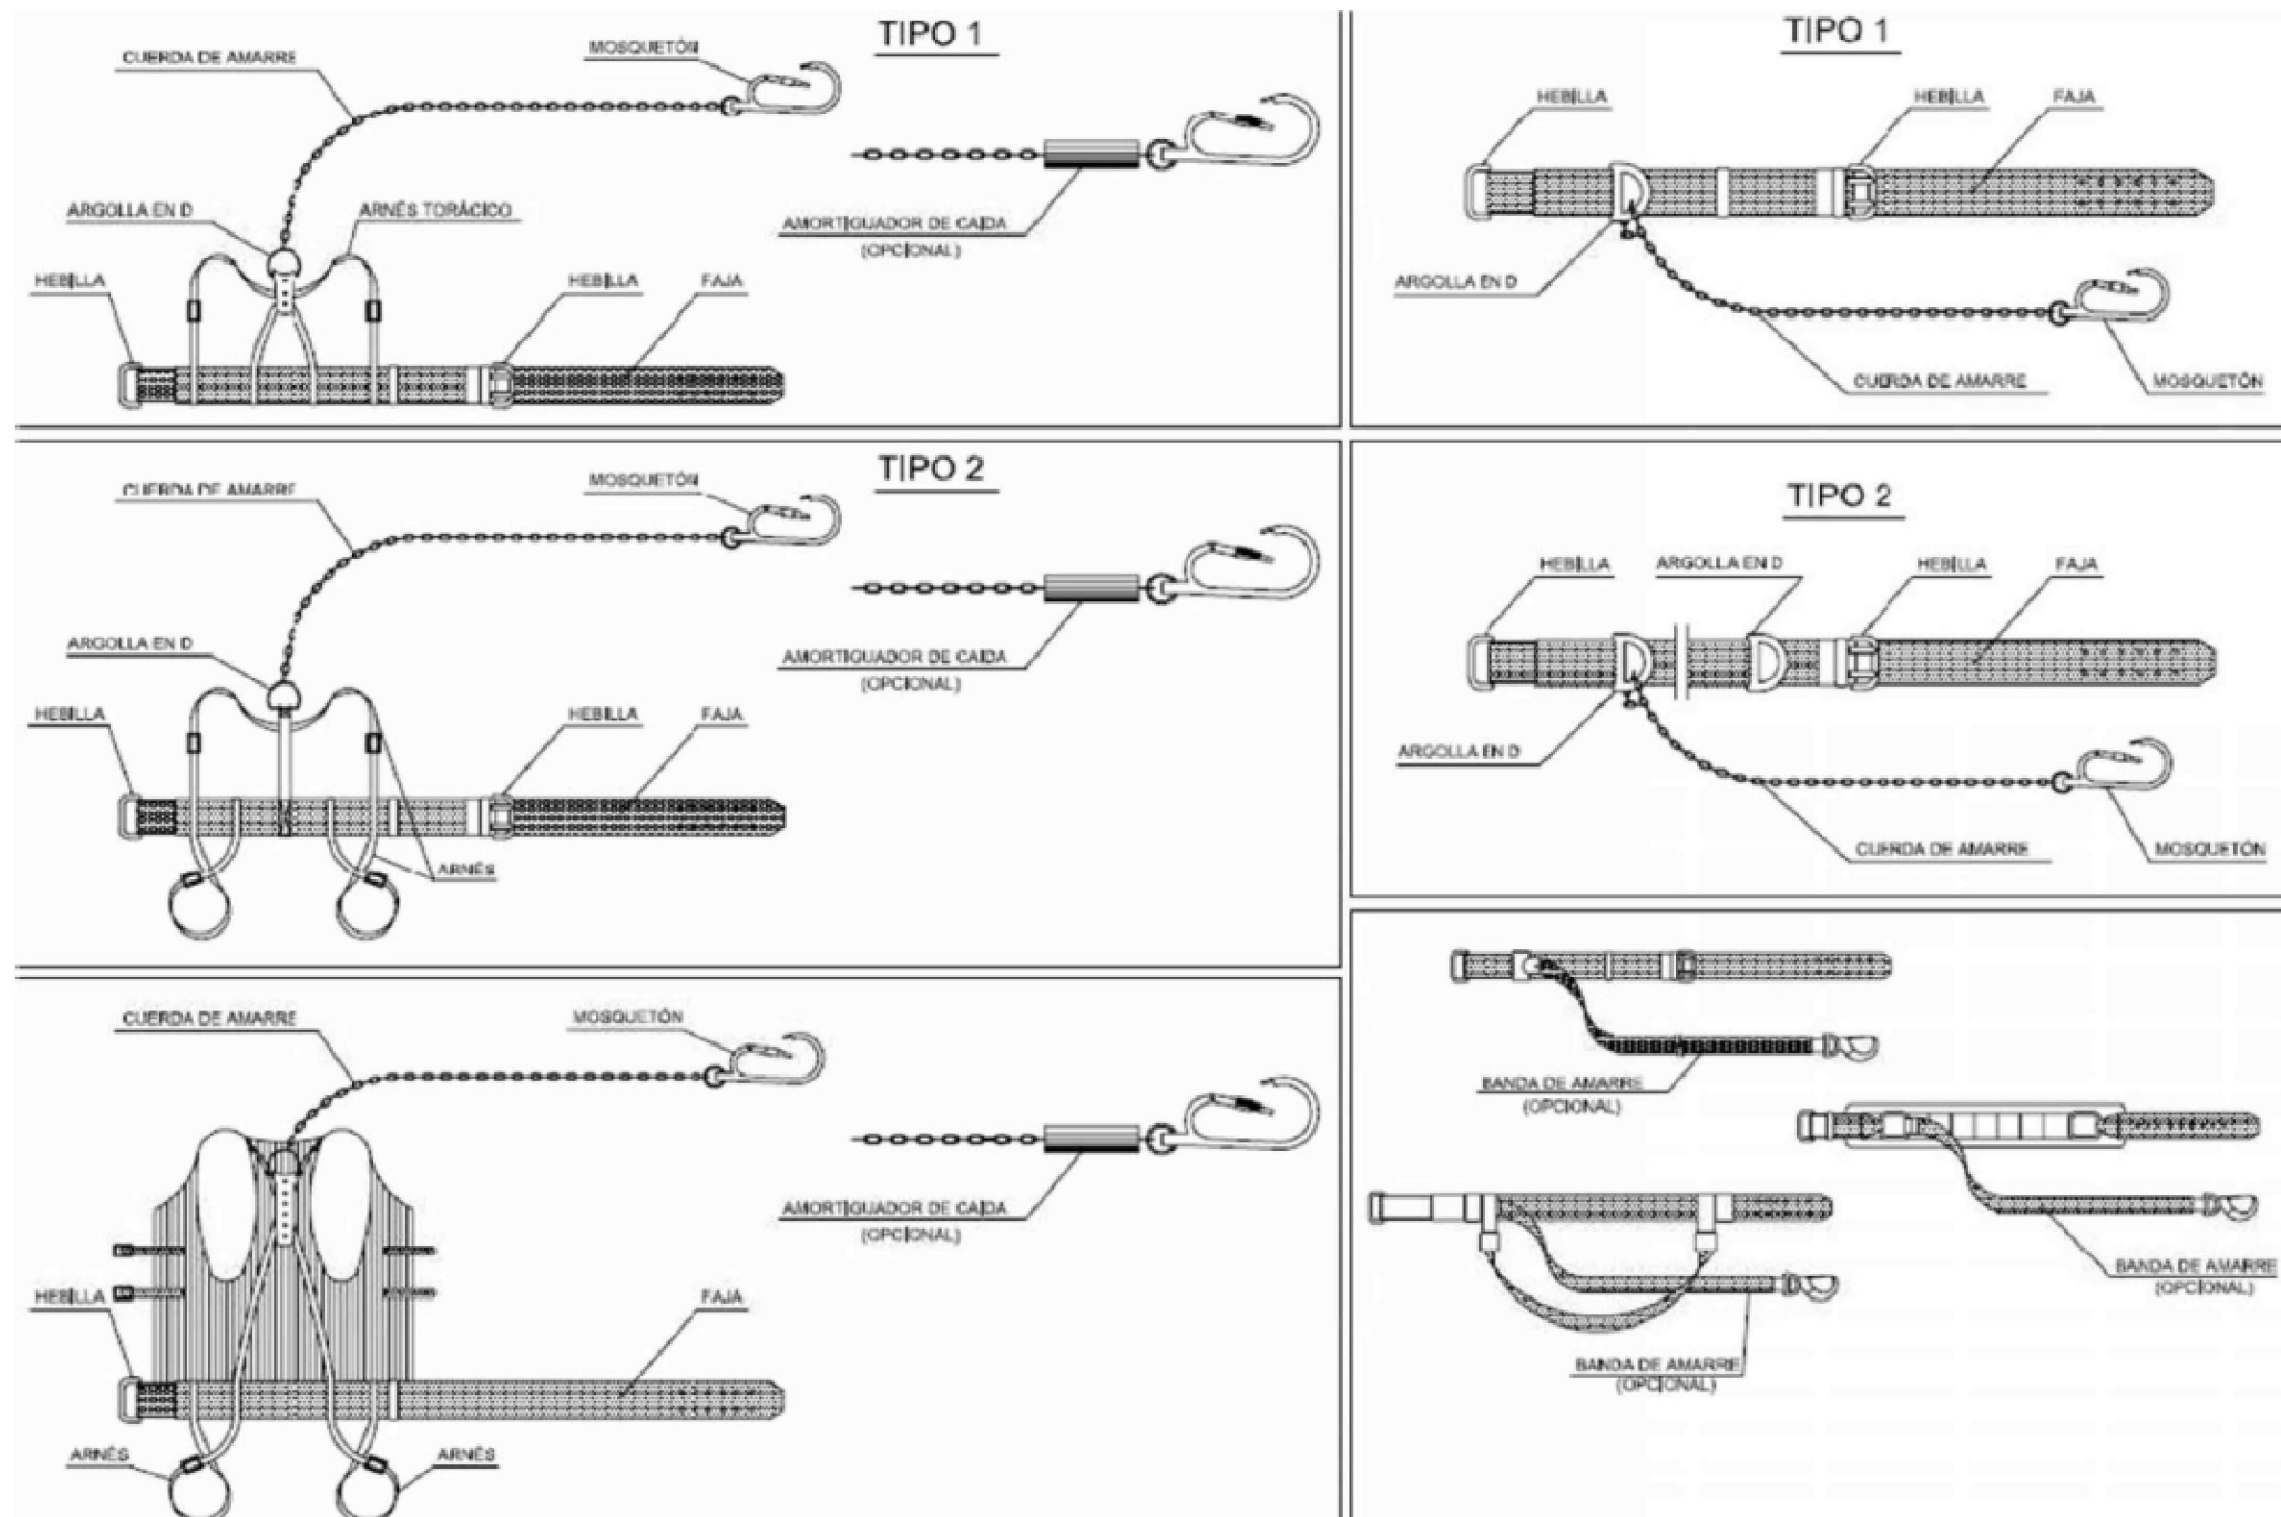 TIPO 1
CUERDA DE AMARRE
MOSQUETÓN
ARGOLLA EN D
ARNÉS TORÁCICO
AMORTIGUADOR DE CAIDA
(OPCIONAL)
HEBILLA
HEBILLA
FAJA
TIPO 2
CUERDA DE AMARRE
MOSQUETÓN
ARGOLLA EN D
AMORTIGUADOR DE CAIDA
(OPCIONAL)
HEBILLA
HEBILLA
FAJA
ARNÉS
CUERDA DE AMARRE
MOSQUETÓN
AMORTIGUADOR DE CAIDA
(OPCIONAL)
HEBILLA
FAJA
ARNÉS
ARNÉS
TIPO 1
HEBILLA
HEBILLA
FAJA
ARGOLLA EN D
CUERDA DE AMARRE
MOSQUETÓN
TIPO 2
HEBILLA
ARGOLLA EN D
HEBILLA
FAJA
ARGOLLA EN D
CUERDA DE AMARRE
MOSQUETÓN
BANDA DE AMARRE
(OPCIONAL)
BANDA DE AMARRE
(OPCIONAL)
BANDA DE AMARRE
(OPCIONAL)